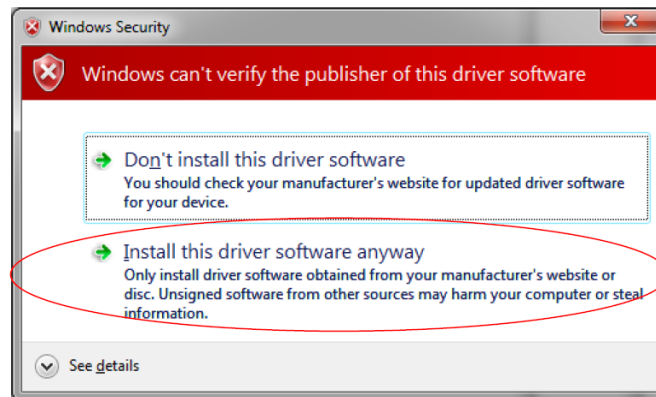 Windows Security
Windows can't verify the publisher of this driver software
Don't install this driver software
You should check your manufacturer's website for updated driver software
for your device.
Install this driver software anyway
Only install driver software obtained from your manufacturer's website or
disc. Unsigned software from other sources may harm your computer or steal
information.
See details